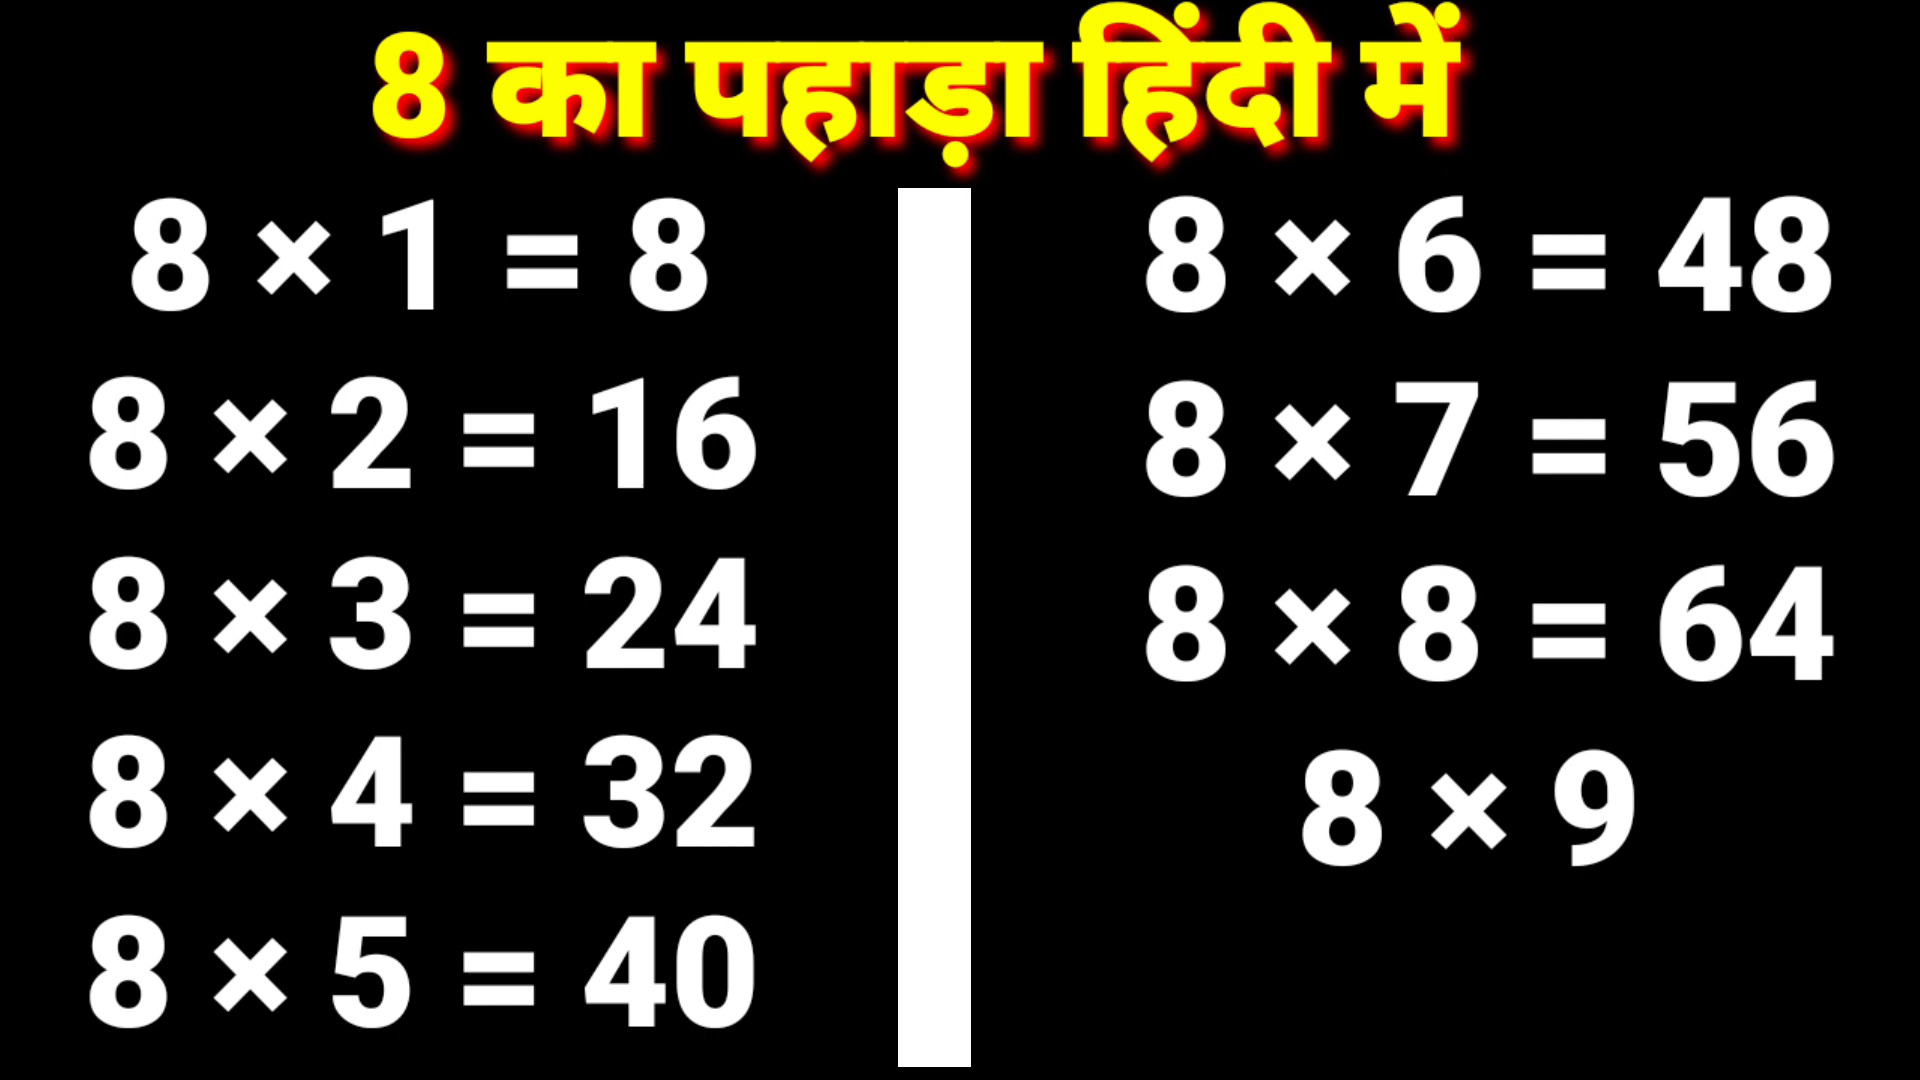 8 का पहाड़ा हिंदी में
8 × 1 = 8
8 × 2 = 16
8 × 3 = 24
8 × 4 = 32
8 × 5 = 40
8 × 6 = 48
8 × 7 = 56
8 × 8 = 64
8 × 9